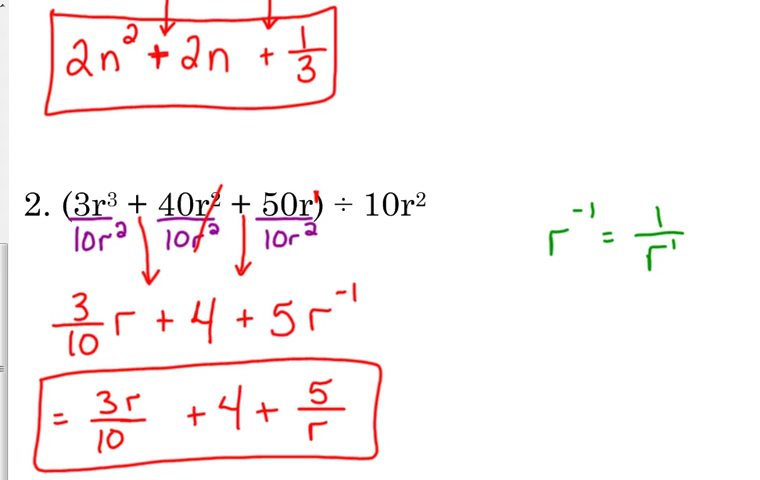 2n² + 2n + 1/3
2. (3r³ + 40r² + 50r¹) ÷ 10r²
10r² 10r² 10r²
r⁻¹ = 1/r¹
3/10 r + 4 + 5r⁻¹
= 3r/10 + 4 + 5/r